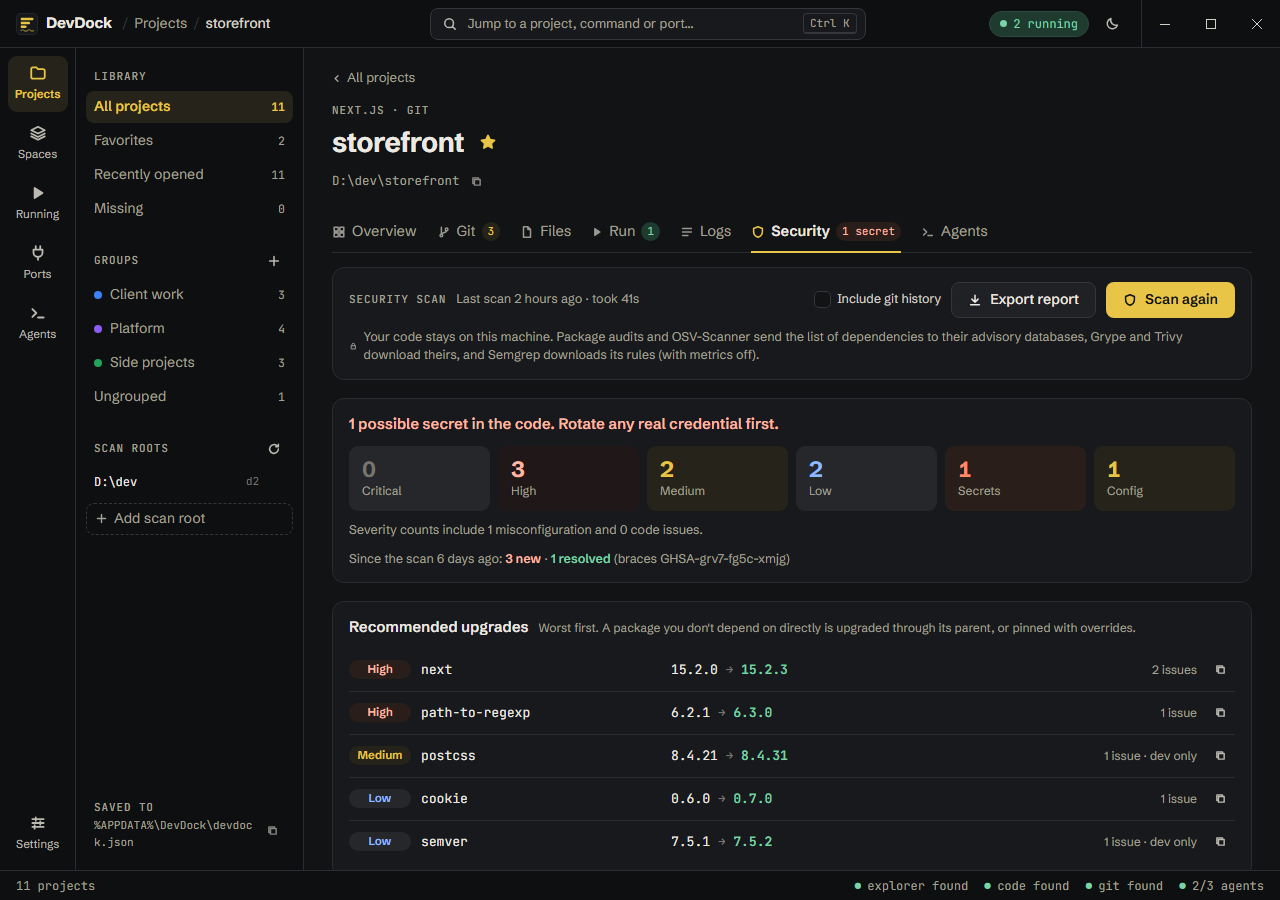 DevDock / Projects / storefront
Jump to a project, command or port... Ctrl K
2 running
Projects
Spaces
Running
Ports
Agents
Settings
LIBRARY
All projects 11
Favorites 2
Recently opened 11
Missing 0
GROUPS
Client work 3
Platform 4
Side projects 3
Ungrouped 1
SCAN ROOTS
D:\dev d2
+ Add scan root
SAVED TO
%APPDATA%\DevDock\devdoc
k.json
‹ All projects
NEXT.JS · GIT
storefront
D:\dev\storefront
Overview Git 3 Files Run 1 Logs Security 1 secret Agents
SECURITY SCAN Last scan 2 hours ago · took 41s Include git history Export report Scan again
Your code stays on this machine. Package audits and OSV-Scanner send the list of dependencies to their advisory databases, Grype and Trivy
download theirs, and Semgrep downloads its rules (with metrics off).
1 possible secret in the code. Rotate any real credential first.
0 3 2 2 1 1
Critical High Medium Low Secrets Config
Severity counts include 1 misconfiguration and 0 code issues.
Since the scan 6 days ago: 3 new · 1 resolved (braces GHSA-grv7-fg5c-xmjg)
Recommended upgrades Worst first. A package you don't depend on directly is upgraded through its parent, or pinned with overrides.
High next 15.2.0 → 15.2.3 2 issues
High path-to-regexp 6.2.1 → 6.3.0 1 issue
Medium postcss 8.4.21 → 8.4.31 1 issue · dev only
Low cookie 0.6.0 → 0.7.0 1 issue
Low semver 7.5.1 → 7.5.2 1 issue · dev only
11 projects
explorer found code found git found 2/3 agents